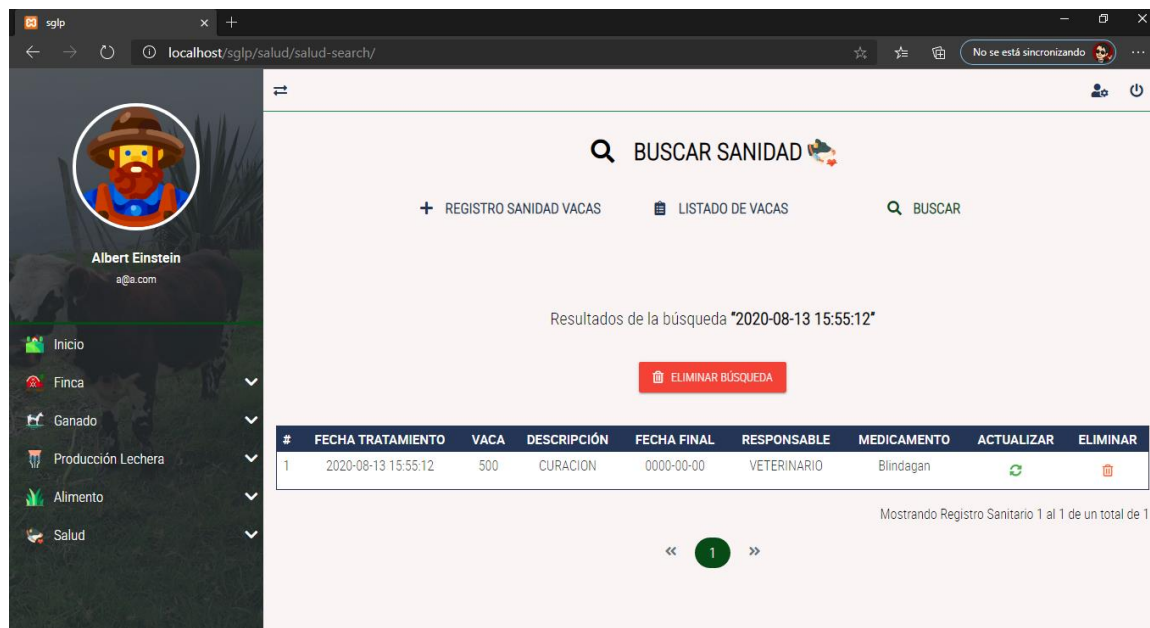 sglp
localhost/sglp/salud/salud-search/
No se está sincronizando
BUSCAR SANIDAD
REGISTRO SANIDAD VACAS LISTADO DE VACAS BUSCAR
Albert Einstein
a@a.com
Inicio
Finca
Ganado
Producción Lechera
Alimento
Salud
Resultados de la búsqueda "2020-08-13 15:55:12"
ELIMINAR BÚSQUEDA
# FECHA TRATAMIENTO VACA DESCRIPCIÓN FECHA FINAL RESPONSABLE MEDICAMENTO ACTUALIZAR ELIMINAR
1 2020-08-13 15:55:12 500 CURACION 0000-00-00 VETERINARIO Blindagan
Mostrando Registro Sanitario 1 al 1 de un total de 1
« 1 »